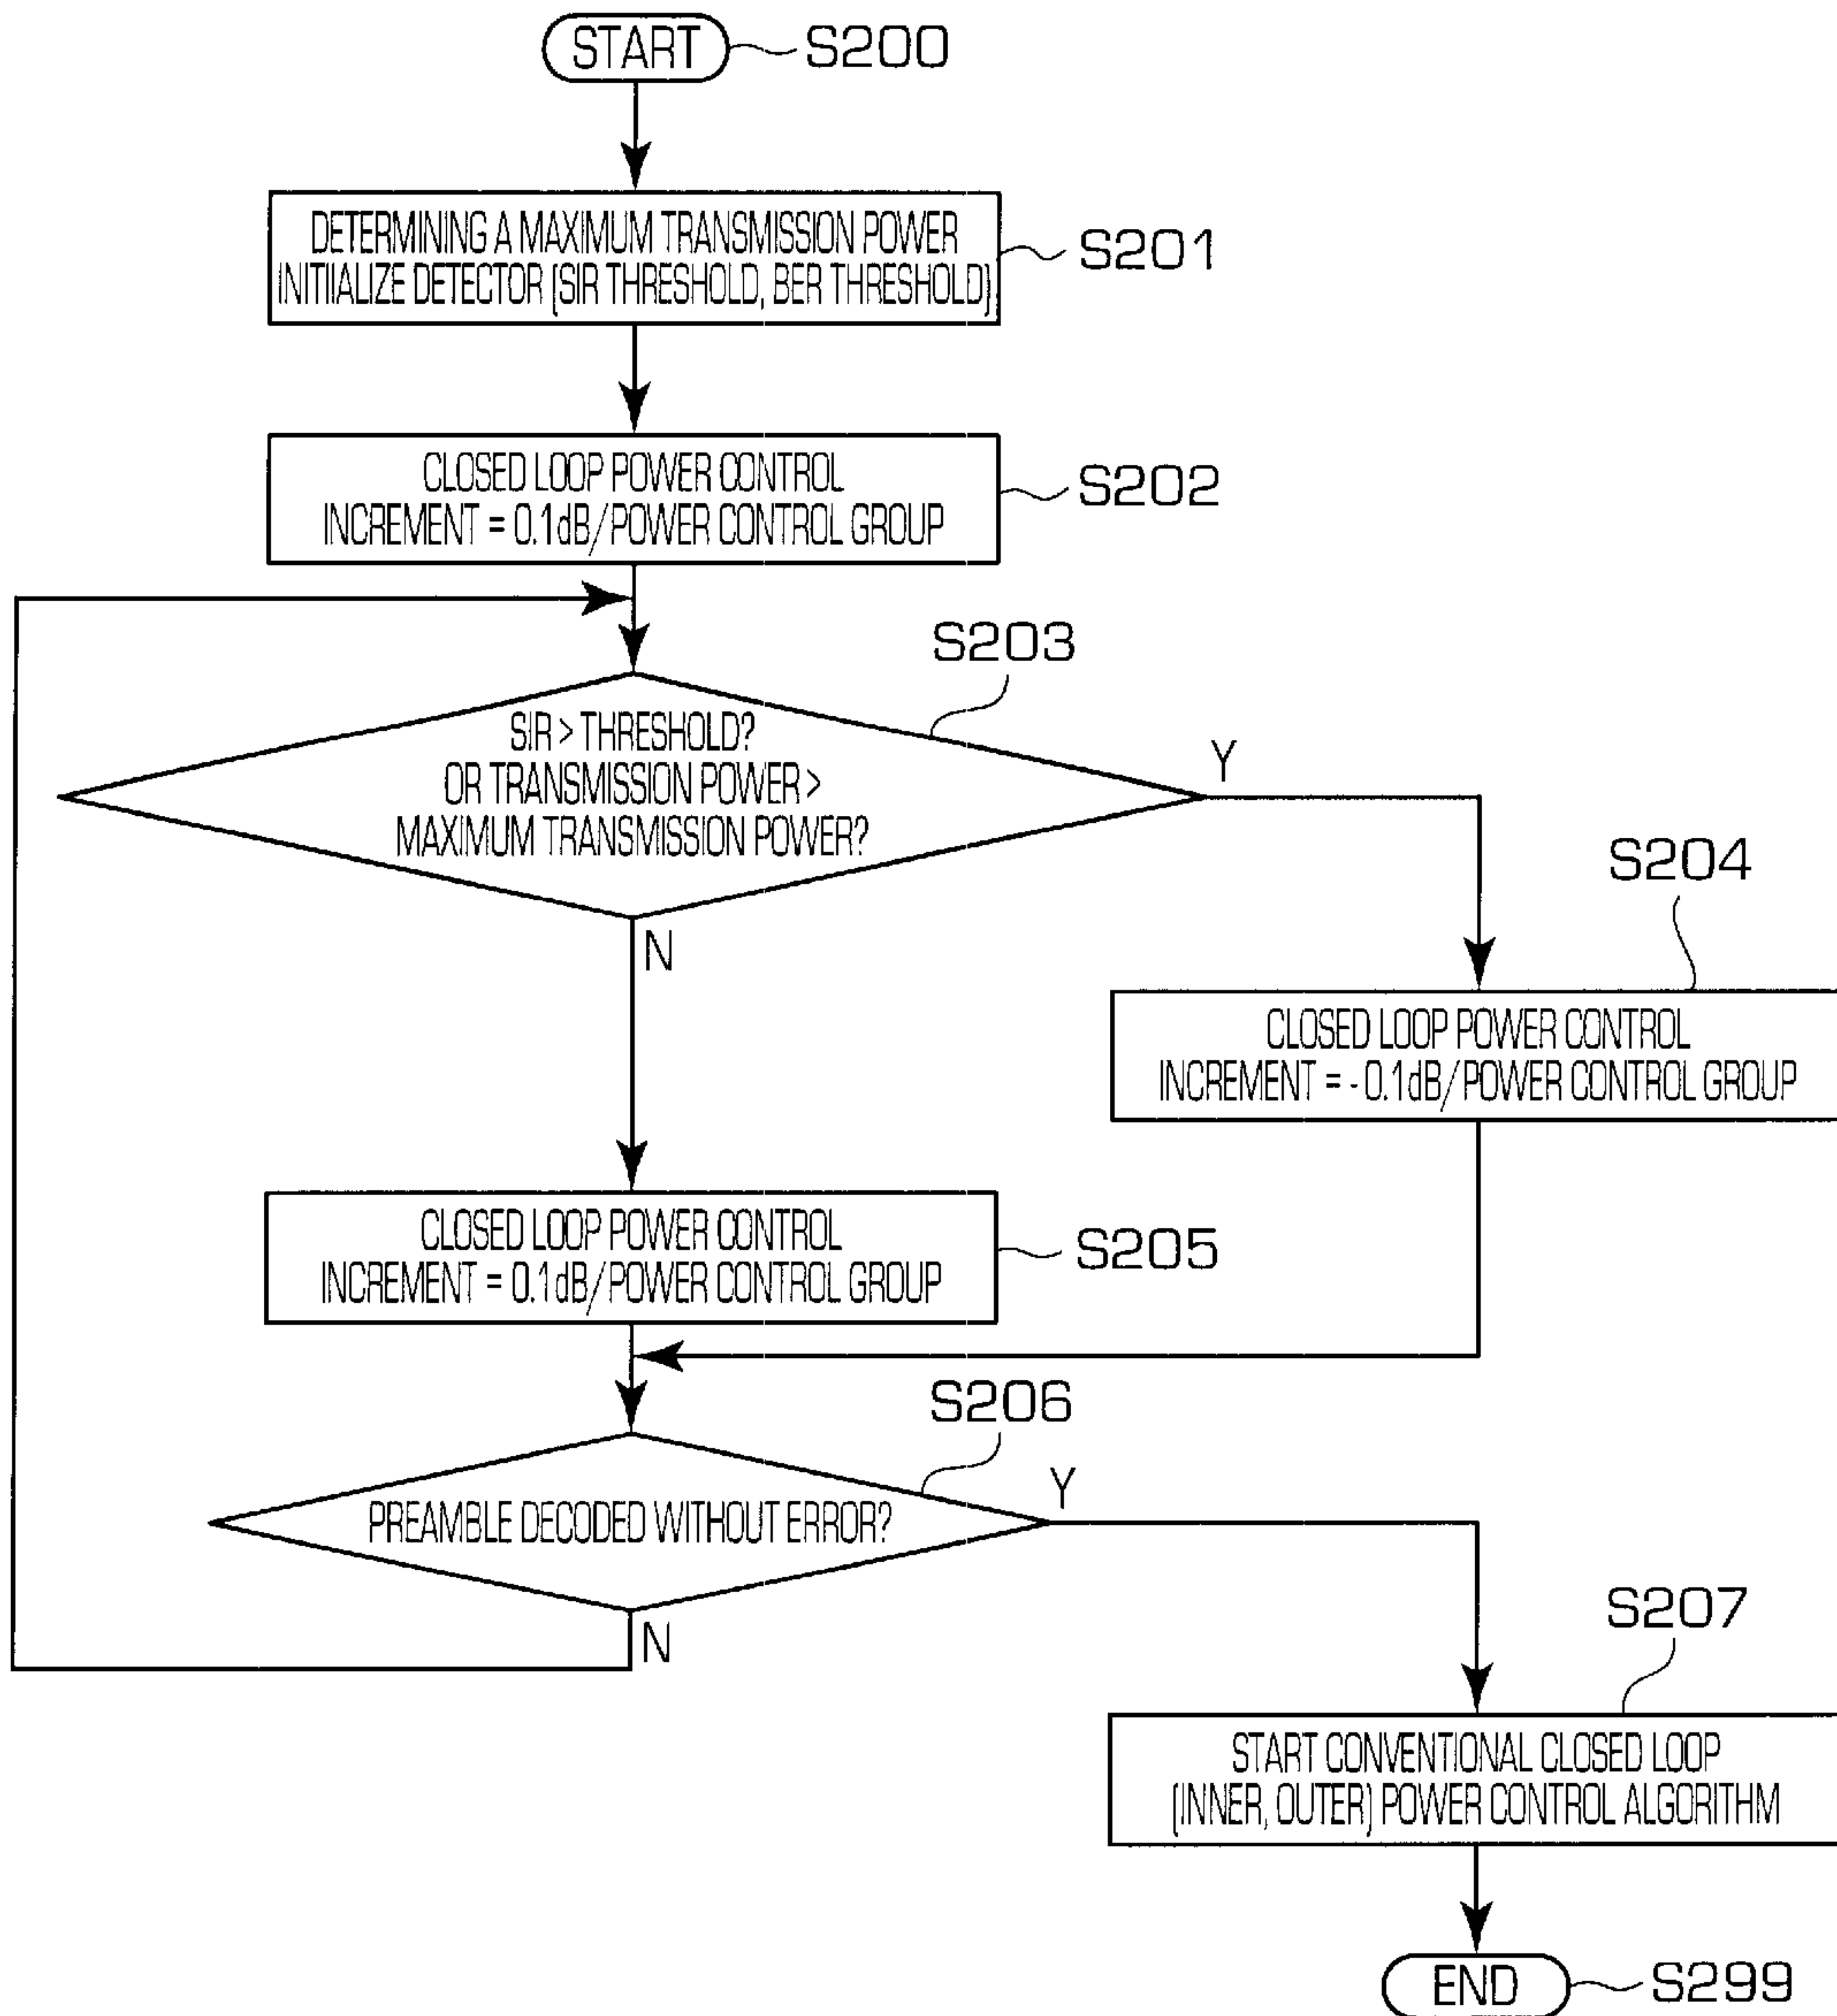 START
S200
DETERMINING A MAXIMUM TRANSMISSION POWER
INITIIALIZE DETECTOR (SIR THRESHOLD, BER THRESHOLD)
S201
CLOSED LOOP POWER CONTROL
INCREMENT = 0.1dB/POWER CONTROL GROUP
S202
S203
SIR > THRESHOLD?
OR TRANSMISSION POWER >
MAXIMUM TRANSMISSION POWER?
Y
N
S204
CLOSED LOOP POWER CONTROL
INCREMENT = - 0.1dB/POWER CONTROL GROUP
CLOSED LOOP POWER CONTROL
INCREMENT = 0.1dB/POWER CONTROL GROUP
S205
S206
PREAMBLE DECODED WITHOUT ERROR?
Y
N
S207
START CONVENTIONAL CLOSED LOOP
(INNER, OUTER) POWER CONTROL ALGORITHM
END
S299